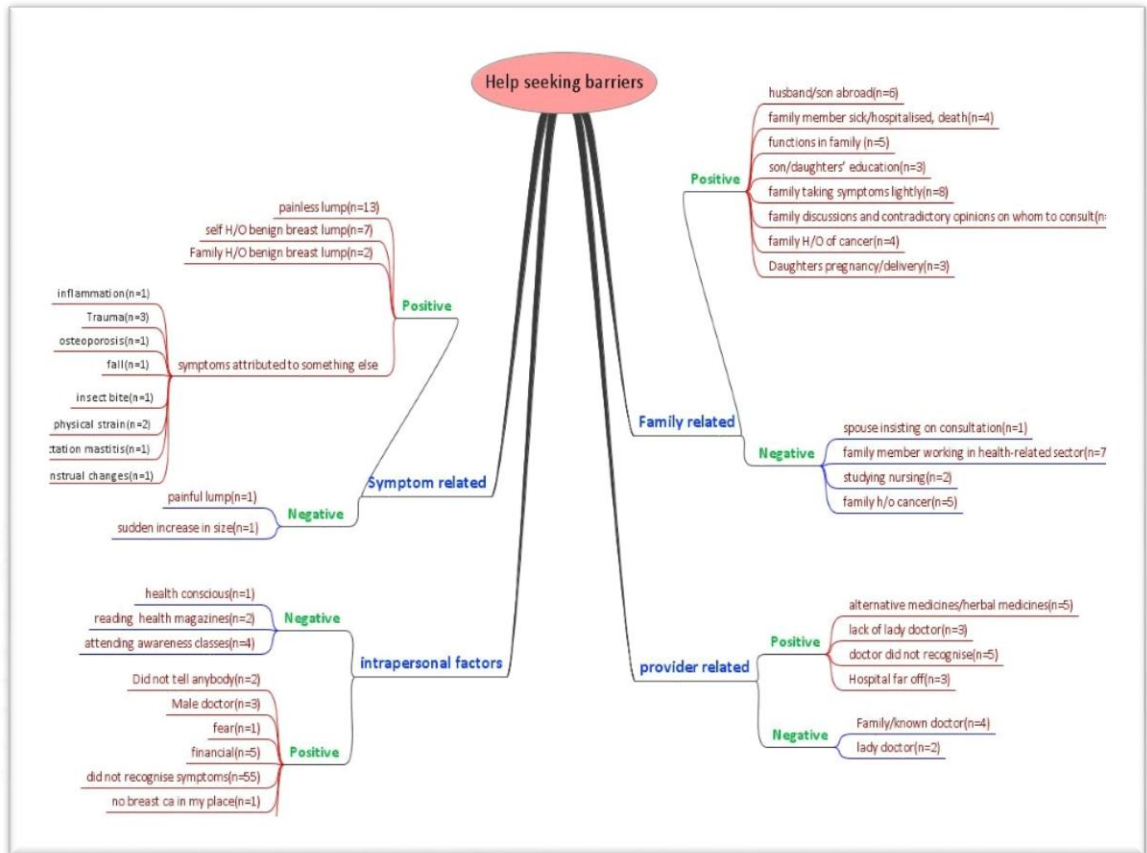 Help seeking barriers
husband/son abroad(n=6)
family member sick/hospitalised, death(n=4)
functions in family (n=5)
son/daughters' education(n=3)
Positive
family taking symptoms lightly(n=8)
family discussions and contradictory opinions on whom to consult(n=
family H/O of cancer(n=4)
Daughters pregnancy/delivery(n=3)
Family related
spouse insisting on consultation(n=1)
Negative
family member working in health-related sector(n=7
studying nursing(n=2)
family h/o cancer(n=5)
painless lump(n=13)
self H/O benign breast lump(n=7)
Family H/O benign breast lump(n=2)
Positive
symptoms attributed to something else
inflammation(n=1)
Trauma(n=3)
osteoporosis(n=1)
fall(n=1)
insect bite(n=1)
physical strain(n=2)
ctation mastitis(n=1)
nstrual changes(n=1)
Symptom related
painful lump(n=1)
Negative
sudden increase in size(n=1)
health conscious(n=1)
Negative
reading health magazines(n=2)
attending awareness classes(n=4)
intrapersonal factors
Did not tell anybody(n=2)
Male doctor(n=3)
fear(n=1)
financial(n=5)
Positive
did not recognise symptoms(n=55)
no breast ca in my place(n=1)
provider related
alternative medicines/herbal medicines(n=5)
lack of lady doctor(n=3)
Positive
doctor did not recognise(n=5)
Hospital far off(n=3)
Family/known doctor(n=4)
Negative
lady doctor(n=2)